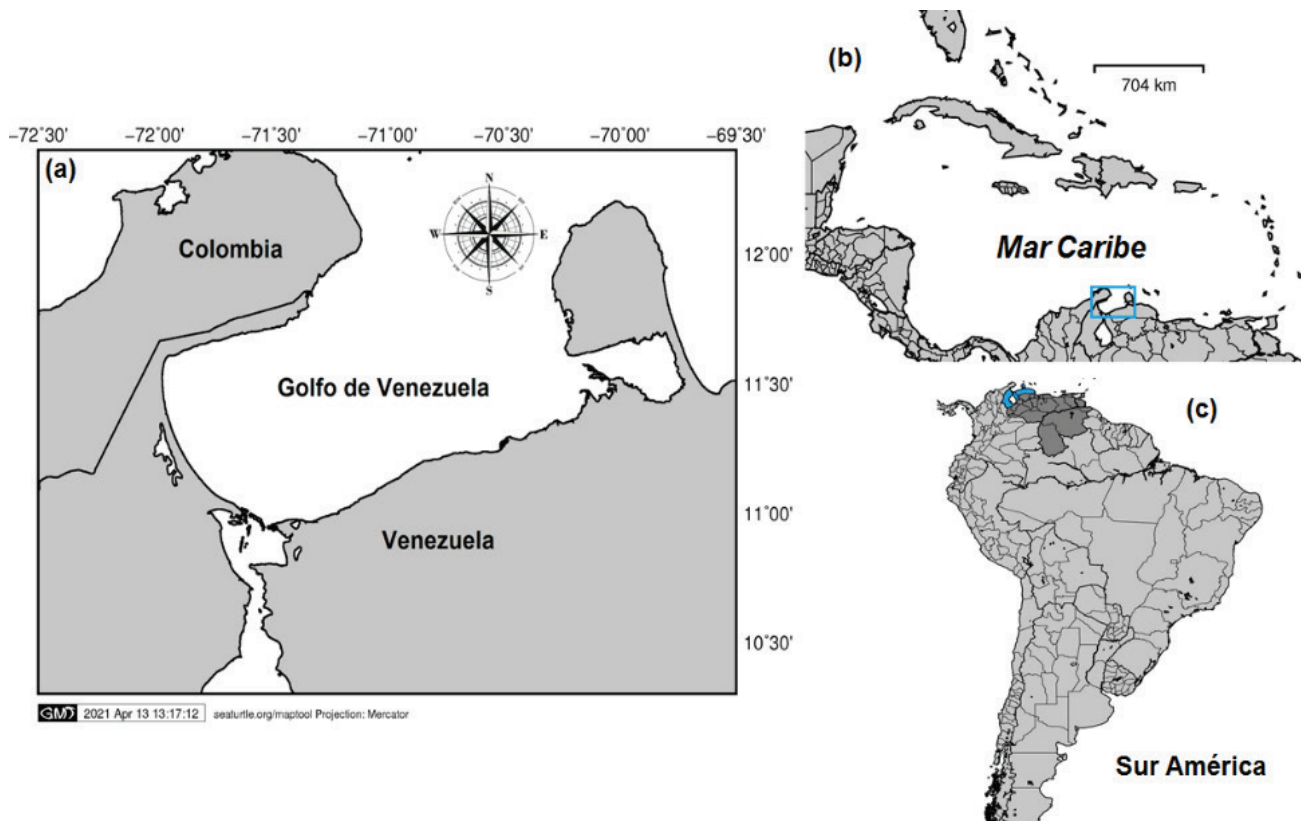 −72˚30'
−72˚00'
−71˚30'
−71˚00'
−70˚30'
−70˚00'
−69˚30'
(a)
N
W
E
S
Colombia
12˚00'
Golfo de Venezuela
11˚30'
11˚00'
Venezuela
10˚30'
GMT 2021 Apr 13 13:17:12 seaturtle.org/maptool Projection: Mercator
(b)
704 km
Mar Caribe
(c)
Sur América